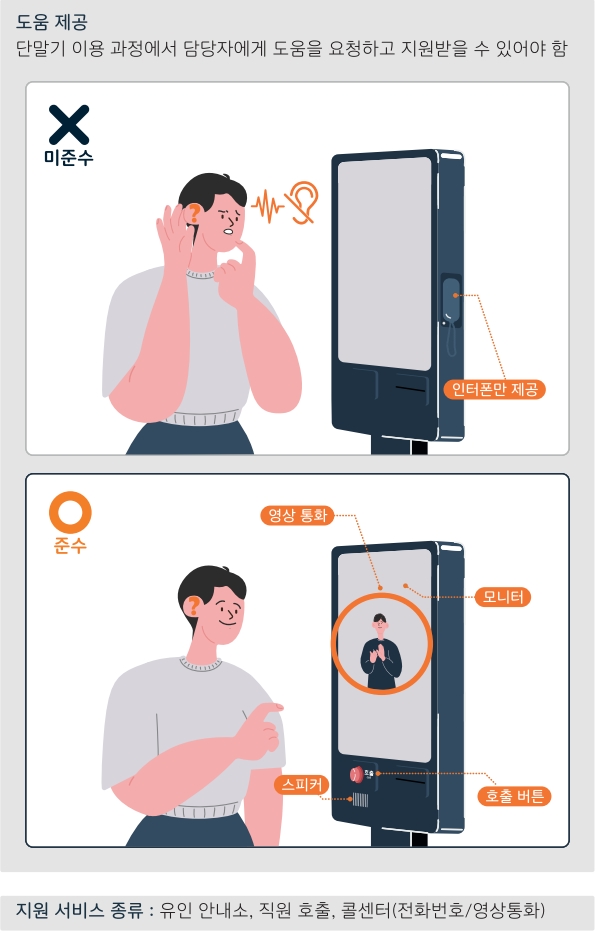 도움 제공
단말기 이용 과정에서 담당자에게 도움을 요청하고 지원받을 수 있어야 함
미준수
?
인터폰만 제공
준수
영상 통화
?
모니터
호출
스피커
호출 버튼
지원 서비스 종류 : 유인 안내소, 직원 호출, 콜센터(전화번호/영상통화)